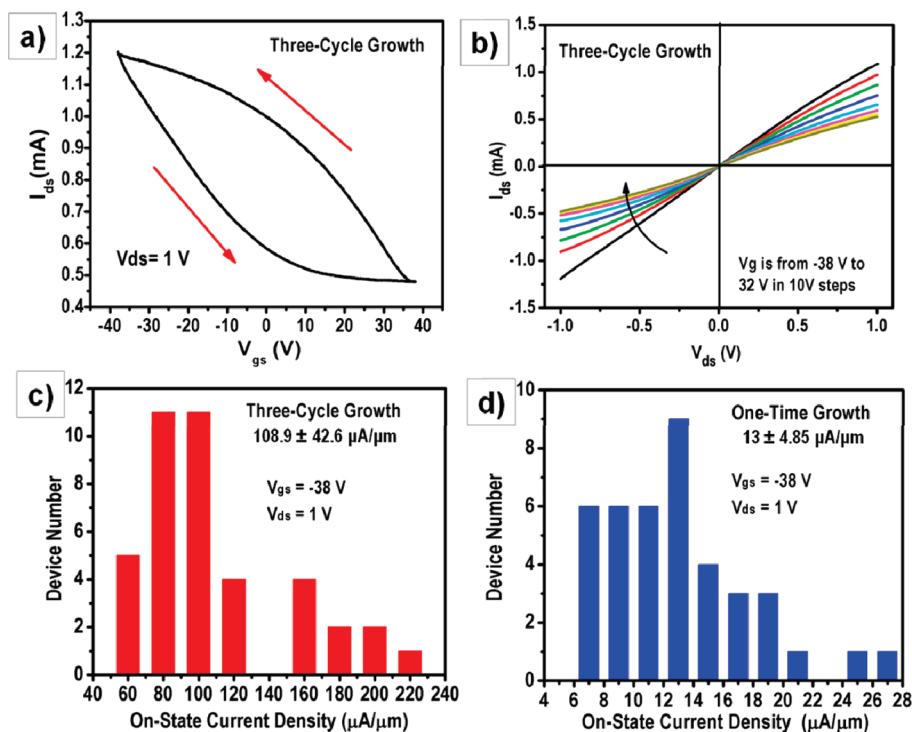 a)
Three-Cycle Growth
Vds= 1 V
Ids (mA)
1.3
1.2
1.1
1.0
0.9
0.8
0.7
0.6
0.5
0.4
-40 -30 -20 -10 0 10 20 30 40
Vgs (V)
b)
Three-Cycle Growth
Vg is from -38 V to
32 V in 10V steps
Ids (mA)
1.5
1.0
0.5
0.0
-0.5
-1.0
-1.5
-1.0 -0.5 0.0 0.5 1.0
Vds (V)
c)
Three-Cycle Growth
108.9 ± 42.6 µA/µm
Vgs = -38 V
Vds = 1 V
Device Number
12
10
8
6
4
2
0
40 60 80 100 120 140 160 180 200 220 240
On-State Current Density (µA/µm)
d)
One-Time Growth
13 ± 4.85 µA/µm
Vgs = -38 V
Vds = 1 V
Device Number
10
8
6
4
2
0
4 6 8 10 12 14 16 18 20 22 24 26 28
On-State Current Density (µA/µm)